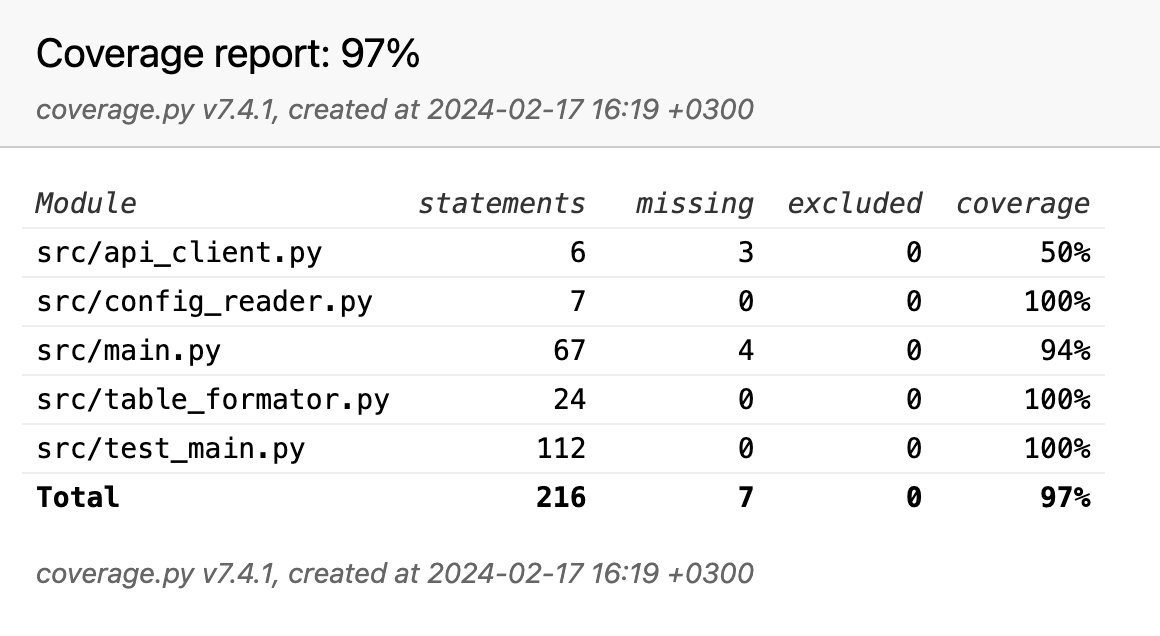 Coverage report: 97%
coverage.py v7.4.1, created at 2024-02-17 16:19 +0300
Module statements missing excluded coverage
src/api_client.py 6 3 0 50%
src/config_reader.py 7 0 0 100%
src/main.py 67 4 0 94%
src/table_formator.py 24 0 0 100%
src/test_main.py 112 0 0 100%
Total 216 7 0 97%
coverage.py v7.4.1, created at 2024-02-17 16:19 +0300